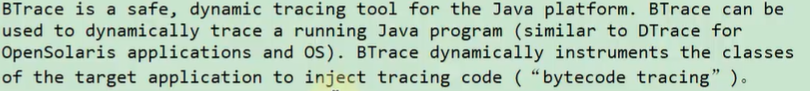 BTrace is a safe, dynamic tracing tool for the Java platform. BTrace can be
used to dynamically trace a running Java program (similar to DTrace for
OpenSolaris applications and OS). BTrace dynamically instruments the classes
of the target application to inject tracing code (“bytecode tracing”)。